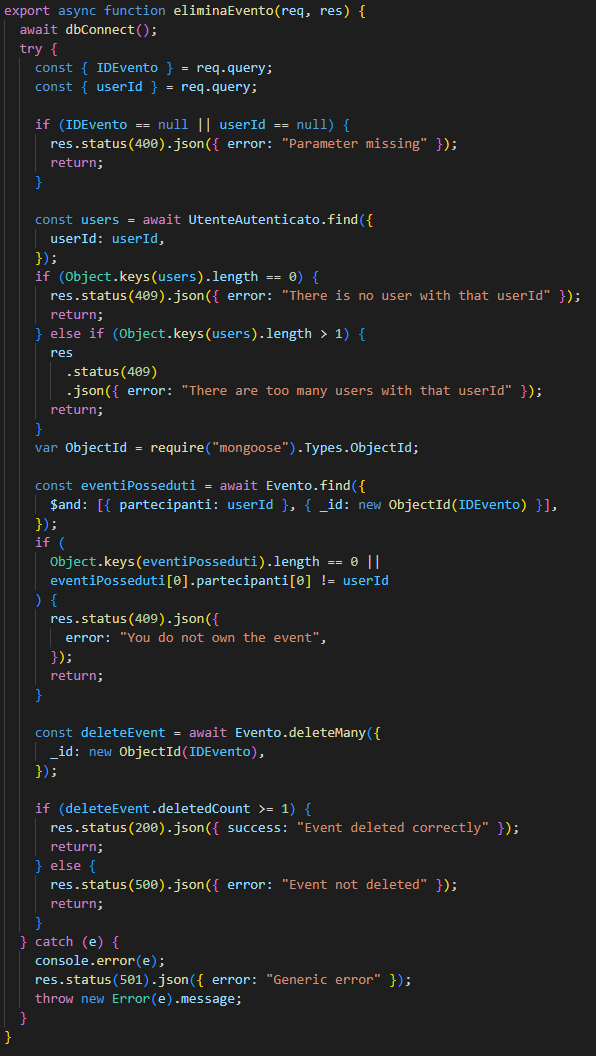 export async function eliminaEvento(req, res) {
  await dbConnect();
  try {
    const { IDEvento } = req.query;
    const { userId } = req.query;

    if (IDEvento == null || userId == null) {
      res.status(400).json({ error: "Parameter missing" });
      return;
    }

    const users = await UtenteAutenticato.find({
      userId: userId,
    });
    if (Object.keys(users).length == 0) {
      res.status(409).json({ error: "There is no user with that userId" });
      return;
    } else if (Object.keys(users).length > 1) {
      res
        .status(409)
        .json({ error: "There are too many users with that userId" });
      return;
    }
    var ObjectId = require("mongoose").Types.ObjectId;

    const eventiPosseduti = await Evento.find({
      $and: [{ partecipanti: userId }, { _id: new ObjectId(IDEvento) }],
    });
    if (
      Object.keys(eventiPosseduti).length == 0 ||
      eventiPosseduti[0].partecipanti[0] != userId
    ) {
      res.status(409).json({
        error: "You do not own the event",
      });
      return;
    }

    const deleteEvent = await Evento.deleteMany({
      _id: new ObjectId(IDEvento),
    });

    if (deleteEvent.deletedCount >= 1) {
      res.status(200).json({ success: "Event deleted correctly" });
      return;
    } else {
      res.status(500).json({ error: "Event not deleted" });
      return;
    }
  } catch (e) {
    console.error(e);
    res.status(501).json({ error: "Generic error" });
    throw new Error(e).message;
  }
}